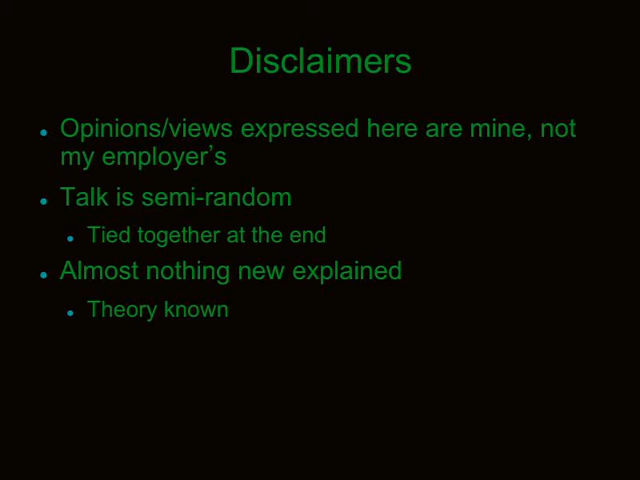 Disclaimers
Opinions/views expressed here are mine, not
my employer's
Talk is semi-random
Tied together at the end
Almost nothing new explained
Theory known